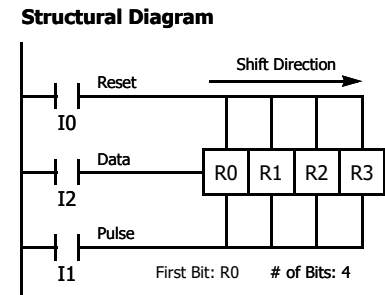 Structural Diagram
Shift Direction
Reset
I0
Data
R0 R1 R2 R3
I2
Pulse
I1
First Bit: R0 # of Bits: 4